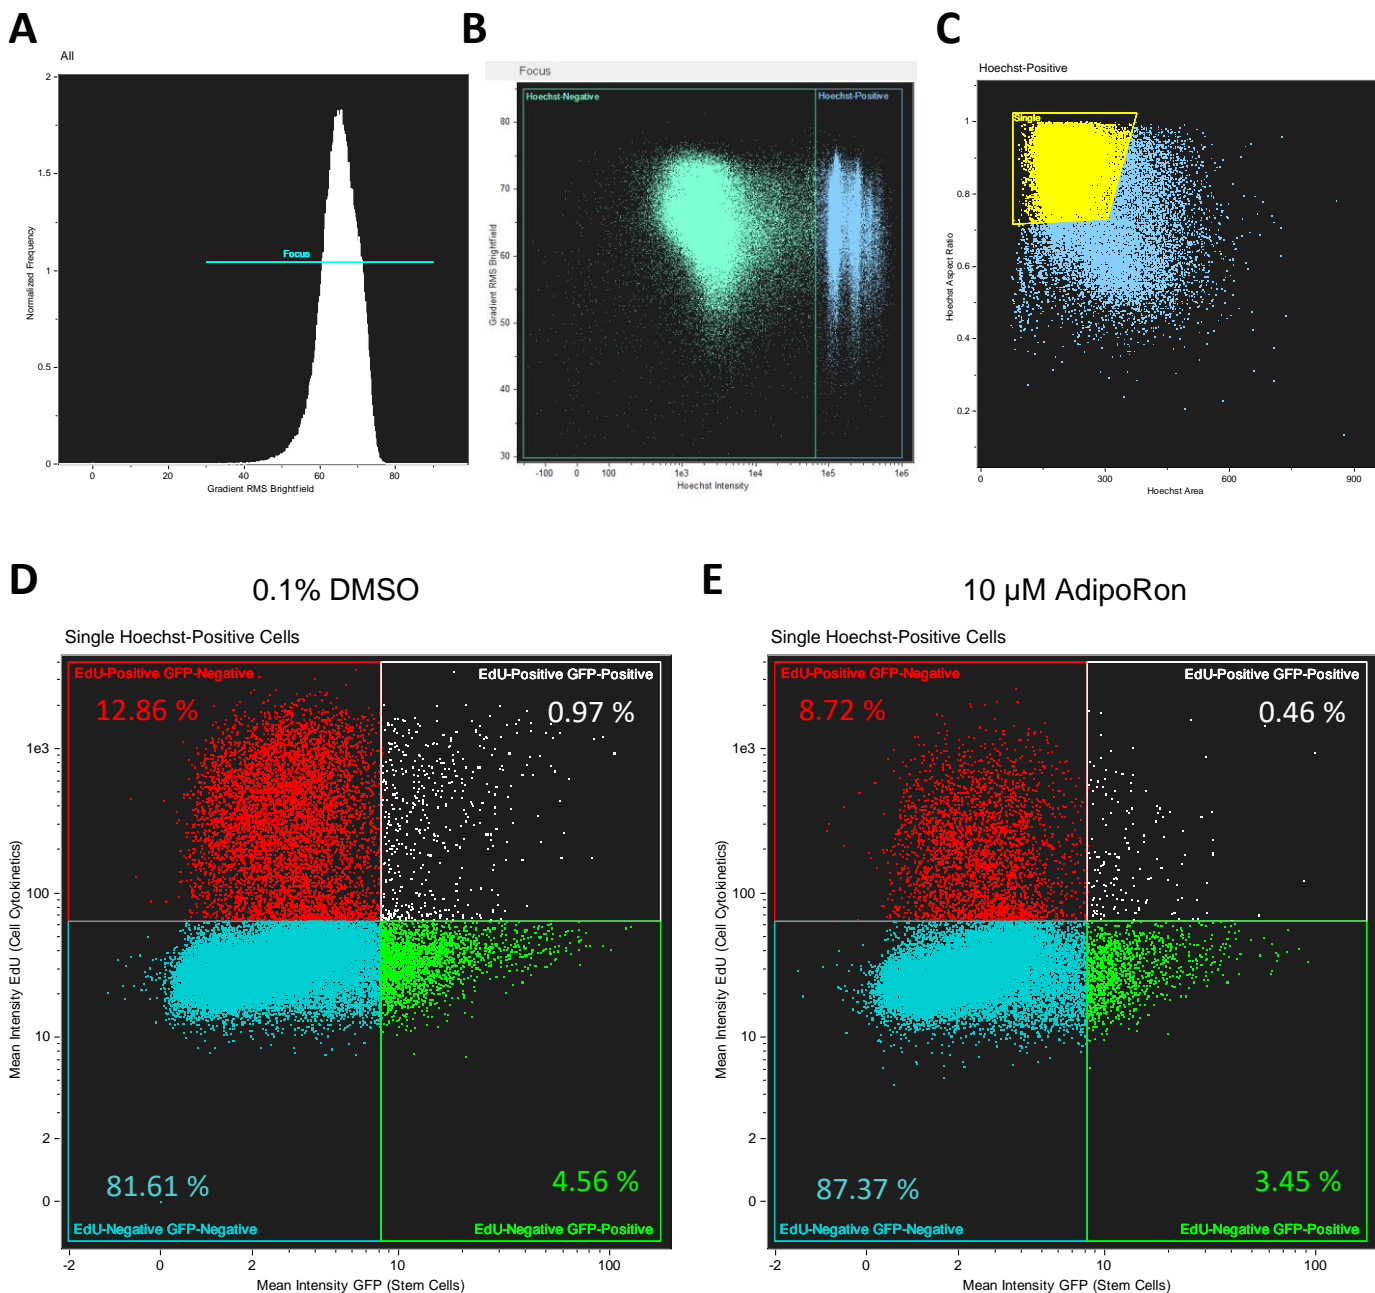 A
All
2
1.5
1
0.5
0
Normalized Frequency
Focus
0
20
40
60
80
Gradient RMS Brightfield
B
Focus
Hoechst-Negative
Hoechst-Positive
80
70
60
50
40
30
Gradient RMS Brightfield
-100
0
100
1e3
1e4
1e5
1e6
Hoechst Intensity
C
Hoechst-Positive
Single
1
0.8
0.6
0.4
0.2
Hoechst Aspect Ratio
0
300
600
900
Hoechst Area
D
0.1% DMSO
Single Hoechst-Positive Cells
EdU-Positive GFP-Negative
EdU-Positive GFP-Positive
12.86 %
0.97 %
1e3
100
10
2
0
Mean Intensity EdU (Cell Cytokinetics)
81.61 %
4.56 %
EdU-Negative GFP-Negative
EdU-Negative GFP-Positive
-2
0
2
10
100
Mean Intensity GFP (Stem Cells)
E
10 µM AdipoRon
Single Hoechst-Positive Cells
EdU-Positive GFP-Negative
EdU-Positive GFP-Positive
8.72 %
0.46 %
1e3
100
10
2
0
Mean Intensity EdU (Cell Cytokinetics)
87.37 %
3.45 %
EdU-Negative GFP-Negative
EdU-Negative GFP-Positive
-2
0
2
10
100
Mean Intensity GFP (Stem Cells)